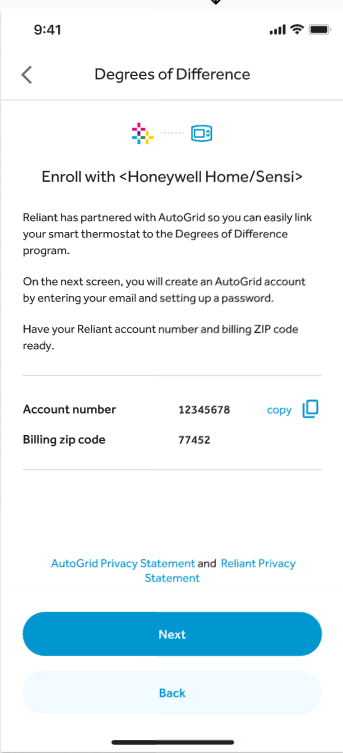 9:41
Degrees of Difference
Enroll with <Honeywell Home/Sensi>
Reliant has partnered with AutoGrid so you can easily link
your smart thermostat to the Degrees of Difference
program.
On the next screen, you will create an AutoGrid account
by entering your email and setting up a password.
Have your Reliant account number and billing ZIP code
ready.
Account number 12345678 copy
Billing zip code 77452
AutoGrid Privacy Statement and Reliant Privacy
Statement
Next
Back